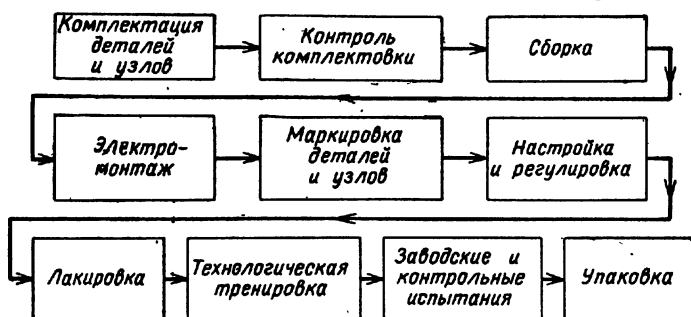 Комплектация
деталей
и узлов
Контроль
комплектовки
Сборка
Электро-
монтаж
Маркировка
деталей
и узлов
Настройка
и регулировка
Лакировка
Технологическая
тренировка
Заводские и
контрольные
испытания
Упаковка